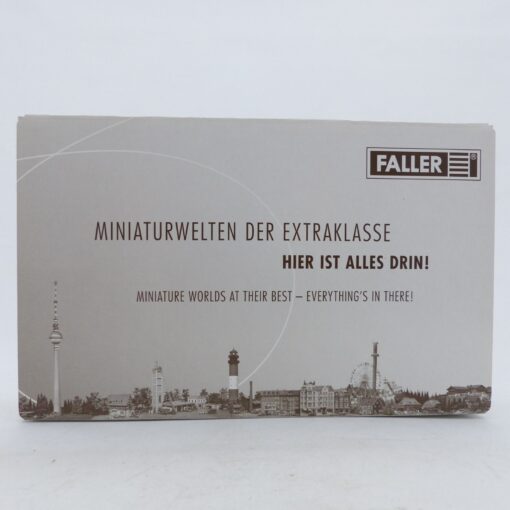 FALLER
MINIATURWELTEN DER EXTRAKLASSE
HIER IST ALLES DRIN!
MINIATURE WORLDS AT THEIR BEST – EVERYTHING'S IN THERE!